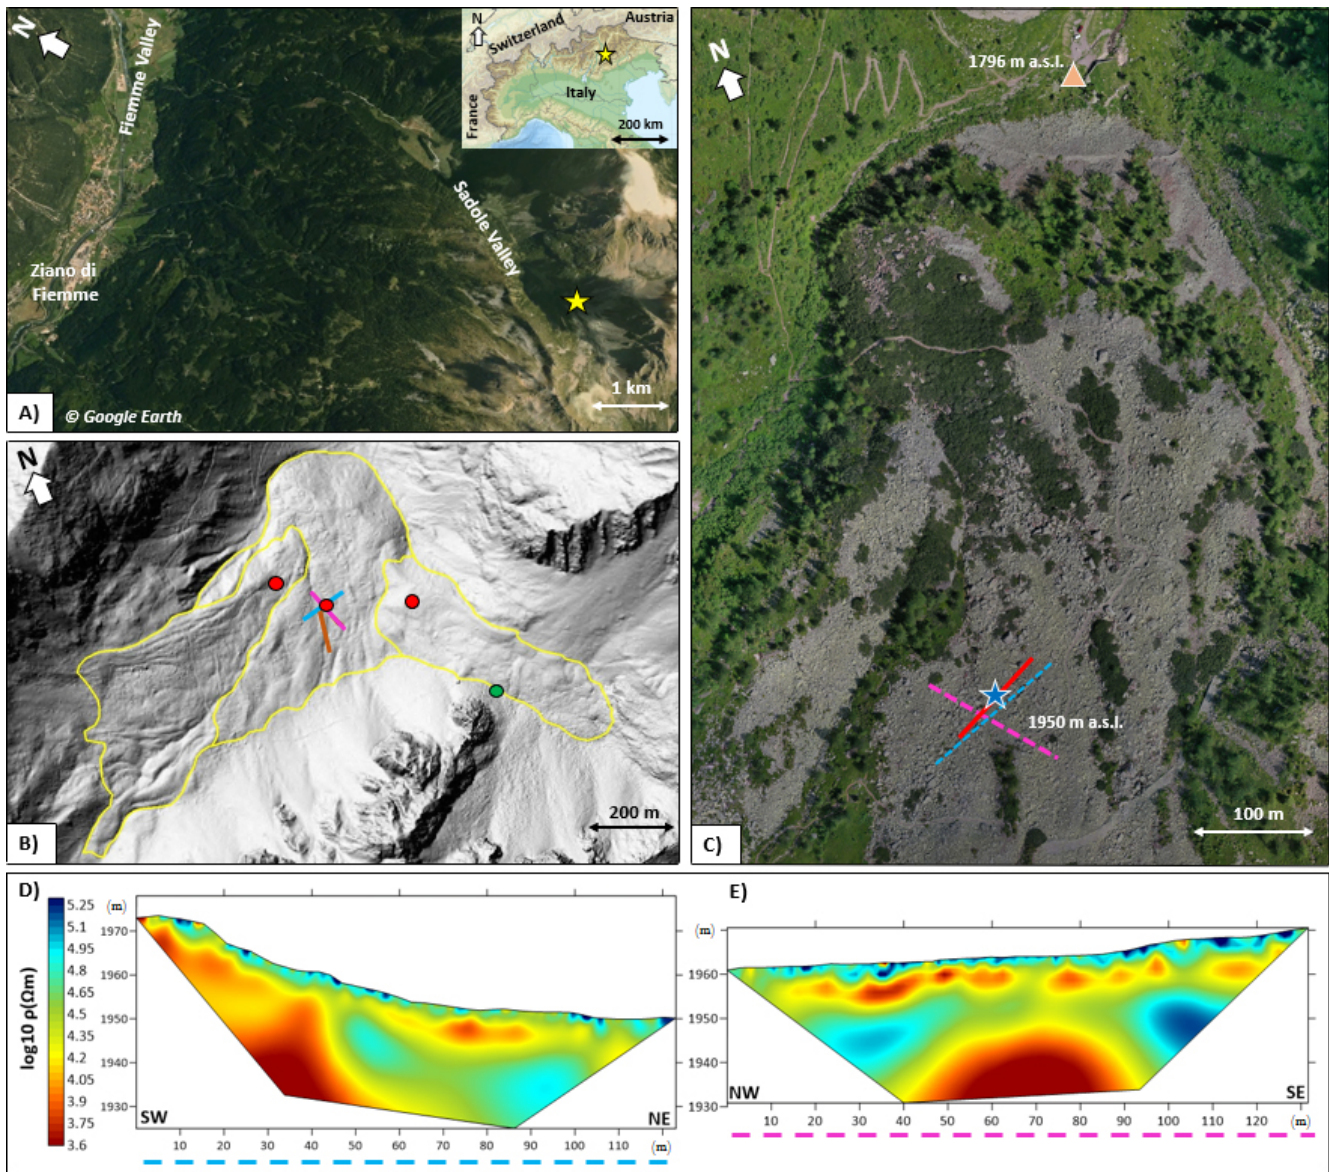 N
Fiemme Valley
Ziano di
Fiemme
Sadole Valley
1 km
A)
© Google Earth
N
Switzerland
Austria
France
Italy
200 km
N
200 m
B)
N
1796 m a.s.l.
1950 m a.s.l.
100 m
C)
D)
log10 ρ(Ωm)
5.25
5.1
4.95
4.8
4.65
4.5
4.35
4.2
4.05
3.9
3.75
3.6
(m)
1970
1960
1950
1940
1930
SW
NE
10 20 30 40 50 60 70 80 90 100 110 120
(m)
E)
(m)
1970
1960
1950
1940
1930
NW
SE
10 20 30 40 50 60 70 80 90 100 110 120
(m)